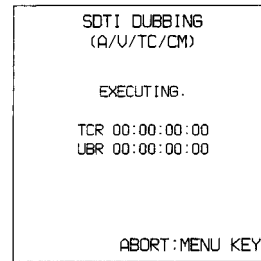 SDTI DUBBING
(A/V/TC/CM)
EXECUTING.
TCR 00:00:00:00
UBR 00:00:00:00
ABORT:MENU KEY